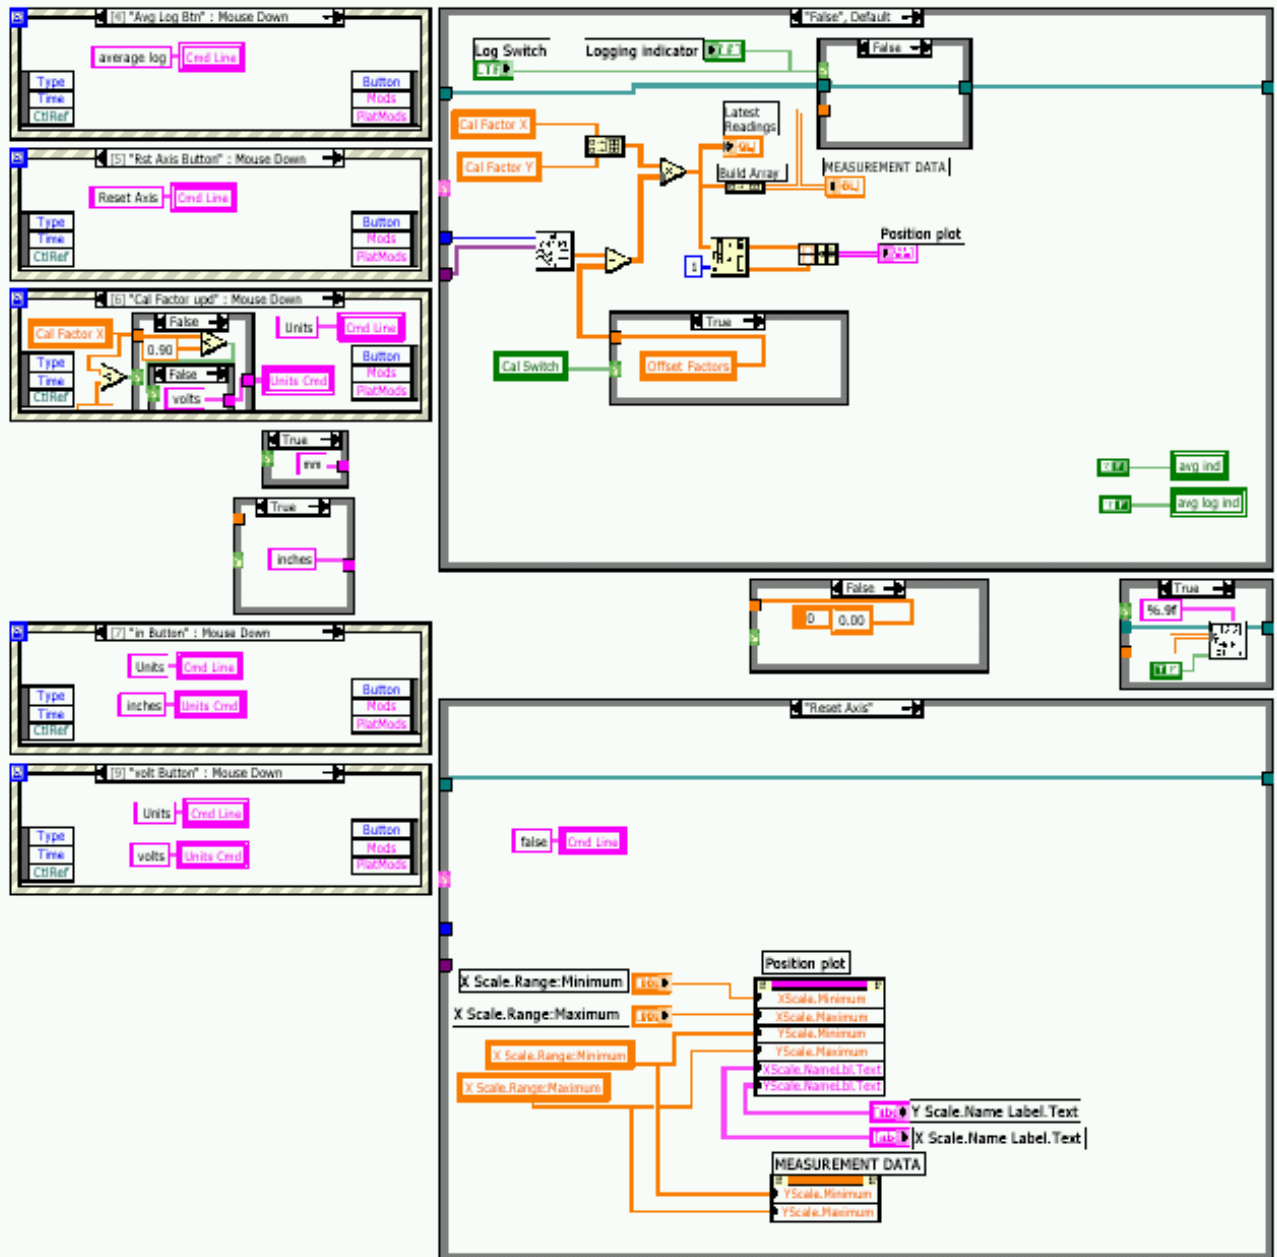 [4] "Avg Log Btn" : Mouse Down
average log
Cmd Line
Type
Time
CtlRef
Button
Mods
PlatMods
[5] "Rst Axis Button" : Mouse Down
Reset Axis
Cmd Line
Type
Time
CtlRef
Button
Mods
PlatMods
[6] "Cal Factor upd" : Mouse Down
Cal Factor X
False
0.90
Units
Cmd Line
Type
Time
CtlRef
False
volts
Units Cmd
Button
Mods
PlatMods
True
mm
True
inches
[7] "in Button" : Mouse Down
Units
Cmd Line
inches
Units Cmd
Type
Time
CtlRef
Button
Mods
PlatMods
[9] "volt Button" : Mouse Down
Units
Cmd Line
volts
Units Cmd
Type
Time
CtlRef
Button
Mods
PlatMods
"False", Default
Log Switch
Logging indicator
False
Cal Factor X
Cal Factor Y
Latest
Readings
Build Array
MEASUREMENT DATA
Position plot
1
True
Cal Switch
Offset Factors
avg ind
avg log ind
False
0
0.00
True
%.9f
"Reset Axis"
false
Cmd Line
Position plot
X Scale.Range:Minimum
X Scale.Range:Maximum
X Scale.Range:Minimum
X Scale.Range:Maximum
XScale.Minimum
XScale.Maximum
YScale.Minimum
YScale.Maximum
XScale.NameLbl.Text
YScale.NameLbl.Text
Y Scale.Name Label.Text
X Scale.Name Label.Text
MEASUREMENT DATA
YScale.Minimum
YScale.Maximum